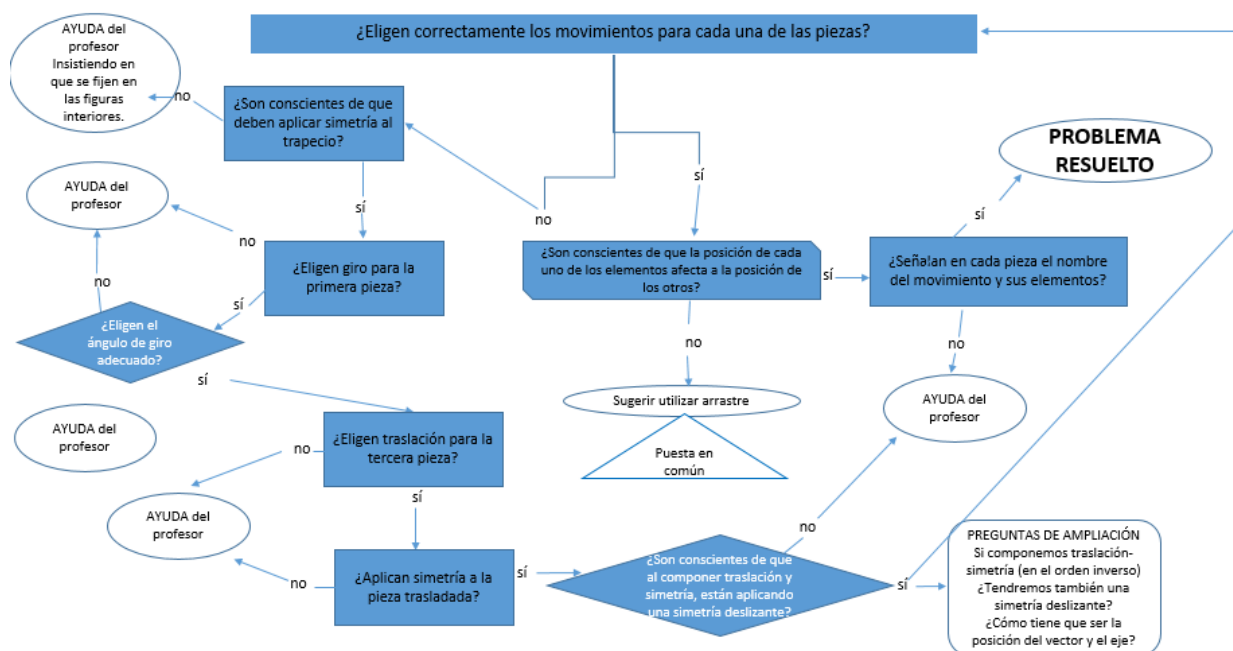 ¿Eligen correctamente los movimientos para cada una de las piezas?
AYUDA del
profesor
Insistiendo en
que se fijen en
las figuras
interiores.
no
¿Son conscientes de que
deben aplicar simetría al
trapecio?
PROBLEMA
RESUELTO
sí
AYUDA del
profesor
sí
sí
no
no
¿Eligen giro para la
primera pieza?
¿Son conscientes de que la posición de cada
uno de los elementos afecta a la posición de
los otros?
sí
¿Señalan en cada pieza el nombre
del movimiento y sus elementos?
no
sí
¿Eligen el
ángulo de giro
adecuado?
no
no
sí
Sugerir utilizar arrastre
AYUDA del
profesor
AYUDA del
profesor
¿Eligen traslación para la
tercera pieza?
no
Puesta en
común
sí
AYUDA del
profesor
no
no
¿Aplican simetría a la
pieza trasladada?
sí
¿Son conscientes de que
al componer traslación y
simetría, están aplicando
una simetría deslizante?
sí
PREGUNTAS DE AMPLIACIÓN
Si componemos traslación-
simetría (en el orden inverso)
¿Tendremos también una
simetría deslizante?
¿Cómo tiene que ser la
posición del vector y el eje?